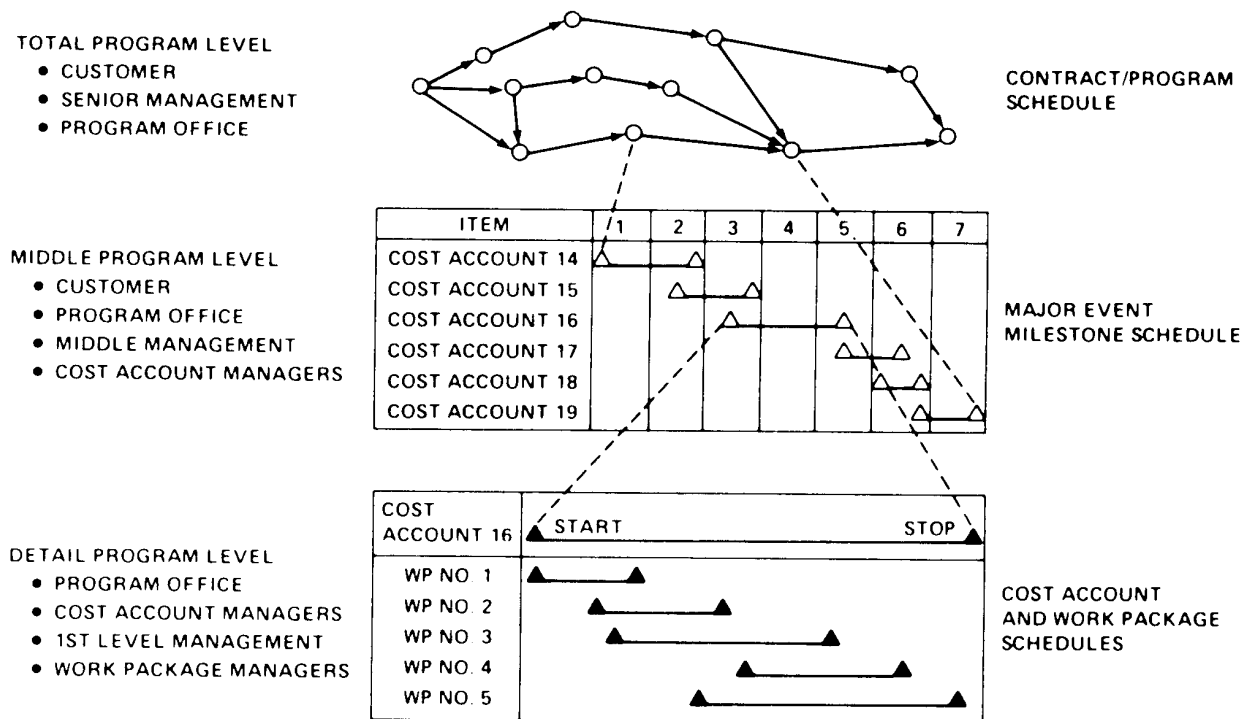 TOTAL PROGRAM LEVEL
• CUSTOMER
• SENIOR MANAGEMENT
• PROGRAM OFFICE
CONTRACT/PROGRAM
SCHEDULE
ITEM 1 2 3 4 5 6 7
COST ACCOUNT 14
COST ACCOUNT 15
COST ACCOUNT 16
COST ACCOUNT 17
COST ACCOUNT 18
COST ACCOUNT 19
MIDDLE PROGRAM LEVEL
• CUSTOMER
• PROGRAM OFFICE
• MIDDLE MANAGEMENT
• COST ACCOUNT MANAGERS
MAJOR EVENT
MILESTONE SCHEDULE
COST
ACCOUNT 16
START STOP
WP NO. 1
WP NO. 2
WP NO. 3
WP NO. 4
WP NO. 5
DETAIL PROGRAM LEVEL
• PROGRAM OFFICE
• COST ACCOUNT MANAGERS
• 1ST LEVEL MANAGEMENT
• WORK PACKAGE MANAGERS
COST ACCOUNT
AND WORK PACKAGE
SCHEDULES